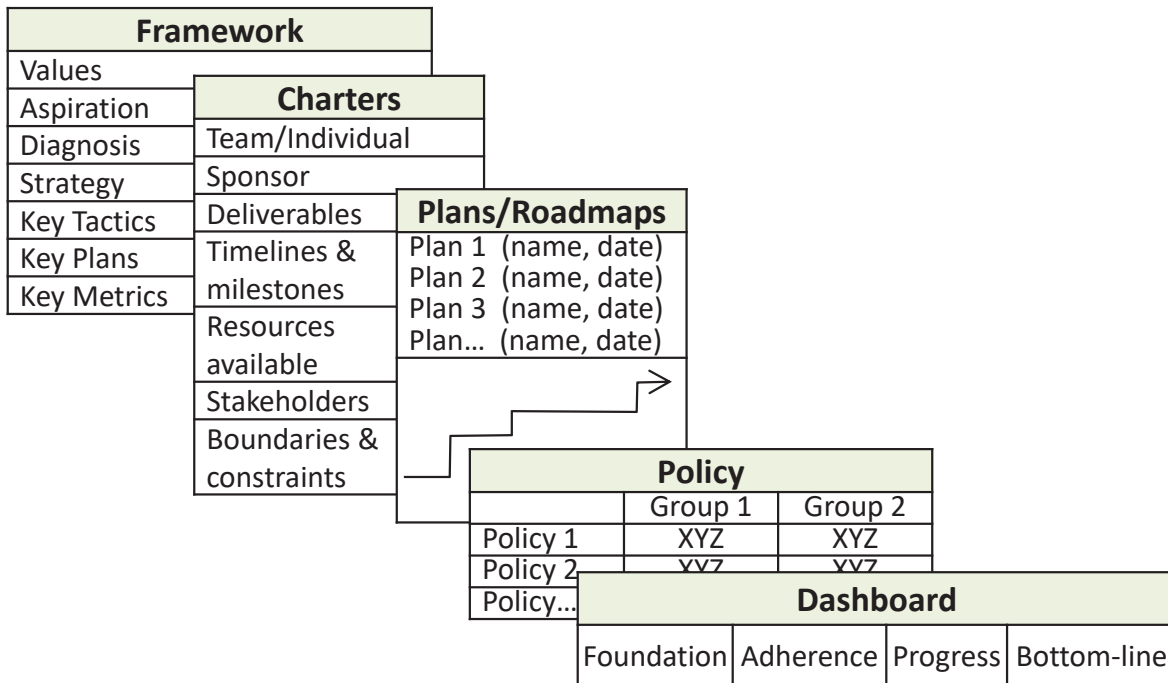 Framework
Values
Aspiration
Diagnosis
Strategy
Key Tactics
Key Plans
Key Metrics
Charters
Team/Individual
Sponsor
Deliverables
Timelines &
milestones
Resources
available
Stakeholders
Boundaries &
constraints
Plans/Roadmaps
Plan 1 (name, date)
Plan 2 (name, date)
Plan 3 (name, date)
Plan... (name, date)
Policy
Group 1 Group 2
Policy 1 XYZ XYZ
Policy 2 XYZ XYZ
Policy...
Dashboard
Foundation Adherence Progress Bottom-line